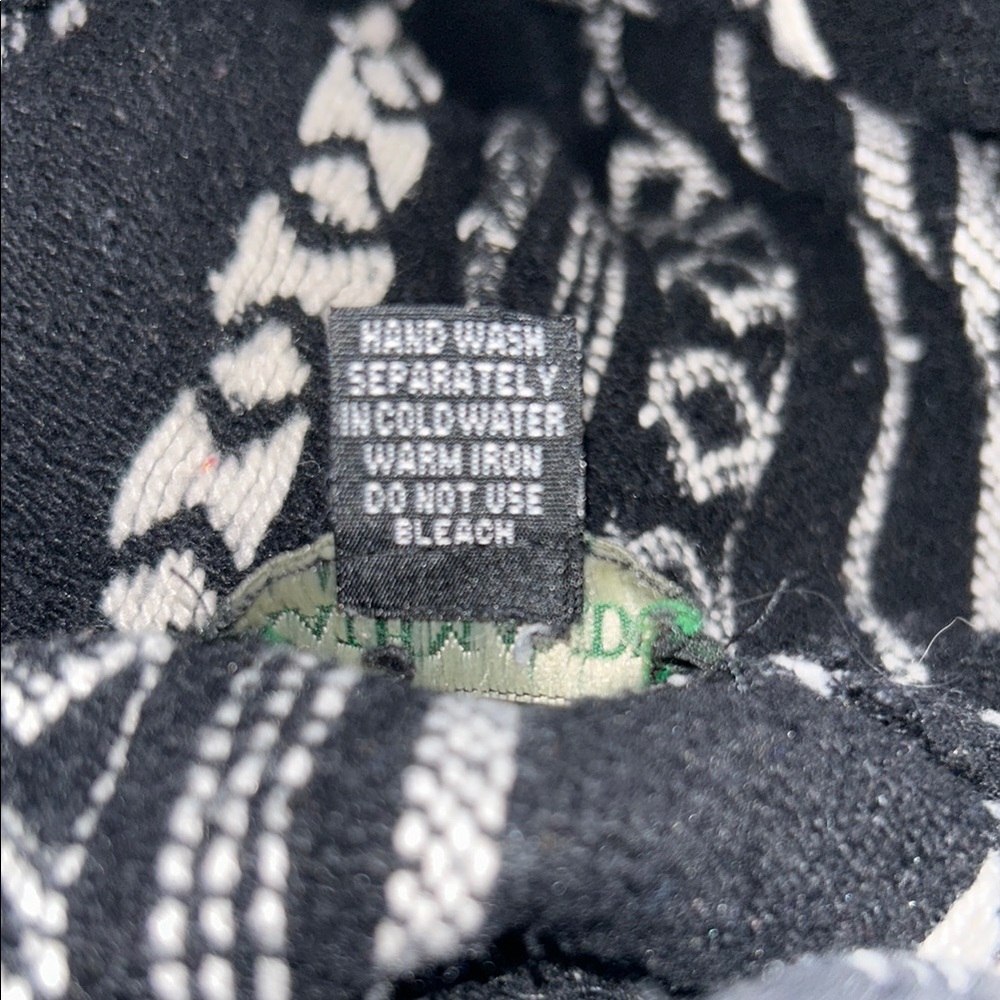 HAND WASH
SEPARATELY
IN COLD WATER
WARM IRON
DO NOT USE
BLEACH